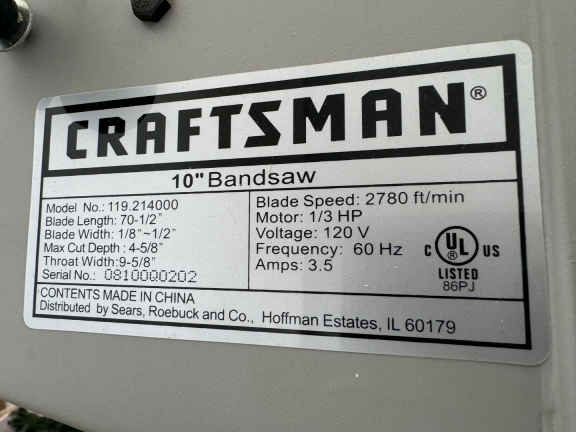 CRAFTSMAN®
10" Bandsaw
Model No.: 119.214000
Blade Length: 70-1/2"
Blade Width: 1/8"~1/2"
Max Cut Depth : 4-5/8"
Throat Width:9-5/8"
Serial No.: 0810000202
Blade Speed: 2780 ft/min
Motor: 1/3 HP
Voltage: 120 V
Frequency: 60 Hz
Amps: 3.5
C UL US
LISTED
86PJ
CONTENTS MADE IN CHINA
Distributed by Sears, Roebuck and Co., Hoffman Estates, IL 60179